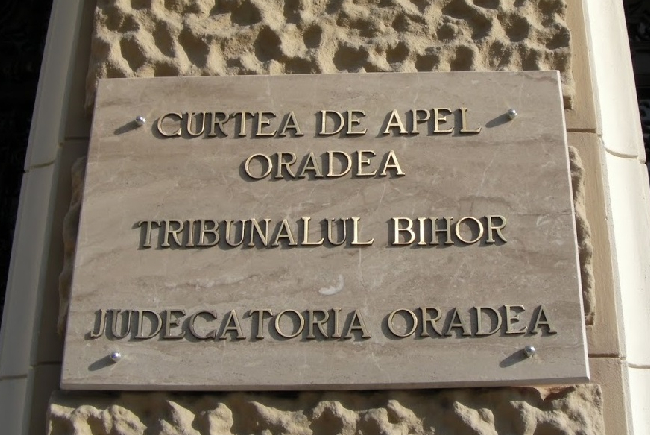 CURTEA DE APEL
ORADEA
TRIBUNALUL BIHOR
JUDECATORIA ORADEA